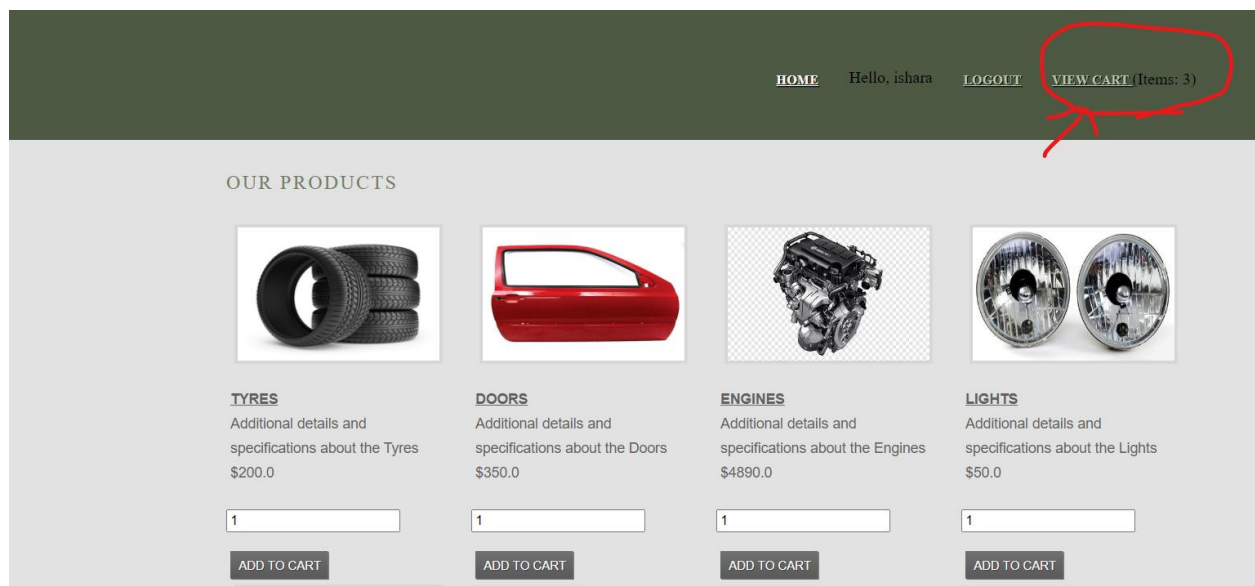 HOME Hello, ishara LOGOUT VIEW CART (Items: 3)
OUR PRODUCTS
TYRES
Additional details and
specifications about the Tyres
$200.0
1
ADD TO CART
DOORS
Additional details and
specifications about the Doors
$350.0
1
ADD TO CART
ENGINES
Additional details and
specifications about the Engines
$4890.0
1
ADD TO CART
LIGHTS
Additional details and
specifications about the Lights
$50.0
1
ADD TO CART